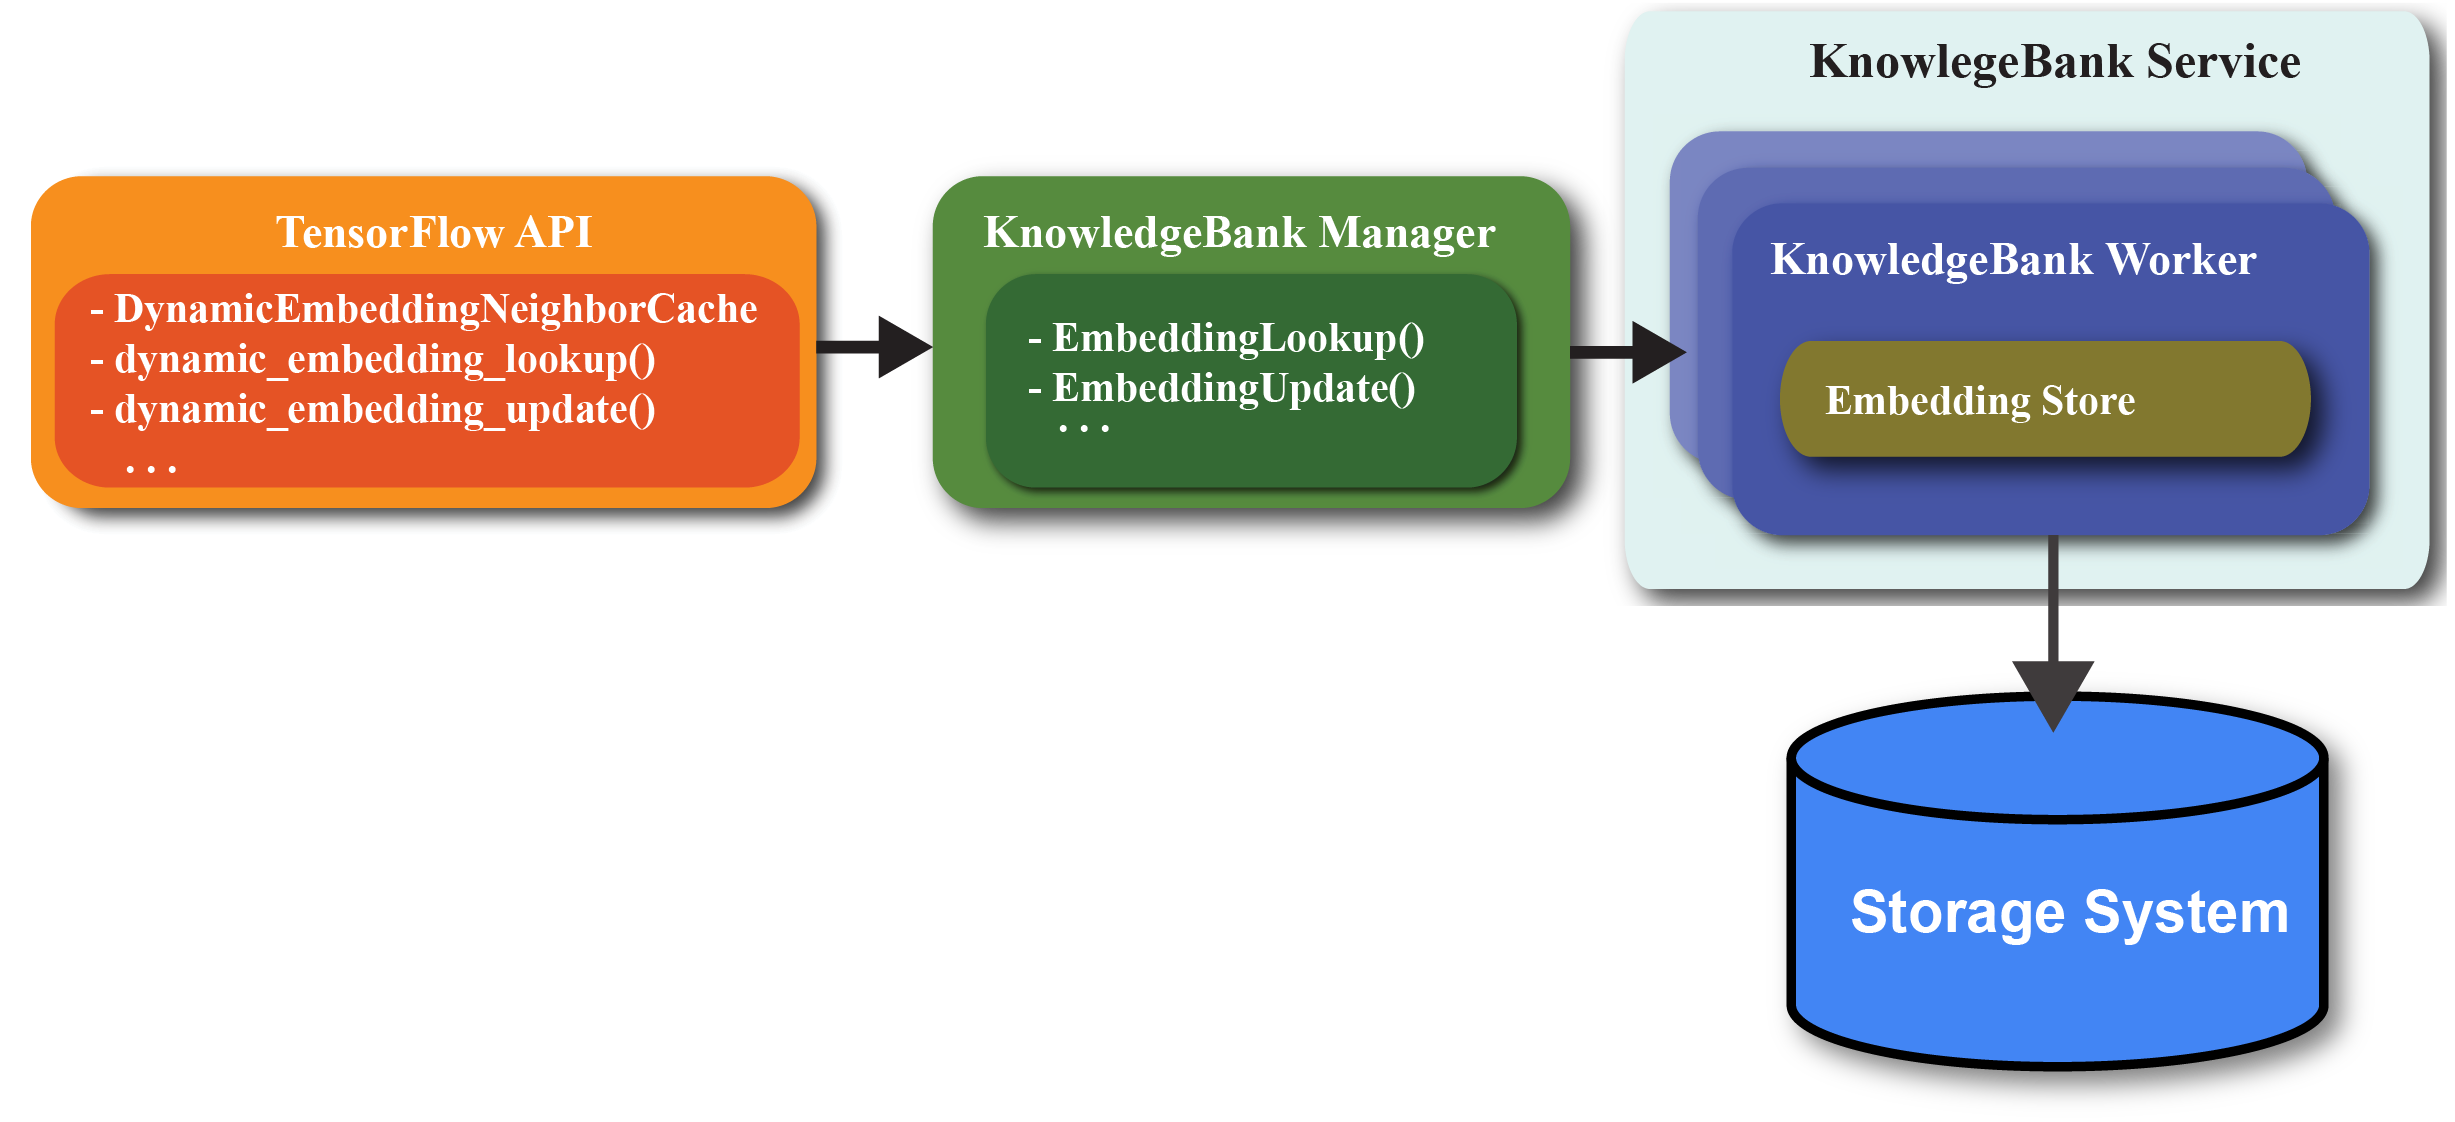 TensorFlow API
- DynamicEmbeddingNeighborCache
- dynamic_embedding_lookup()
- dynamic_embedding_update()
. . .
KnowledgeBank Manager
- EmbeddingLookup()
- EmbeddingUpdate()
. . .
KnowlegeBank Service
KnowledgeBank Worker
Embedding Store
Storage System